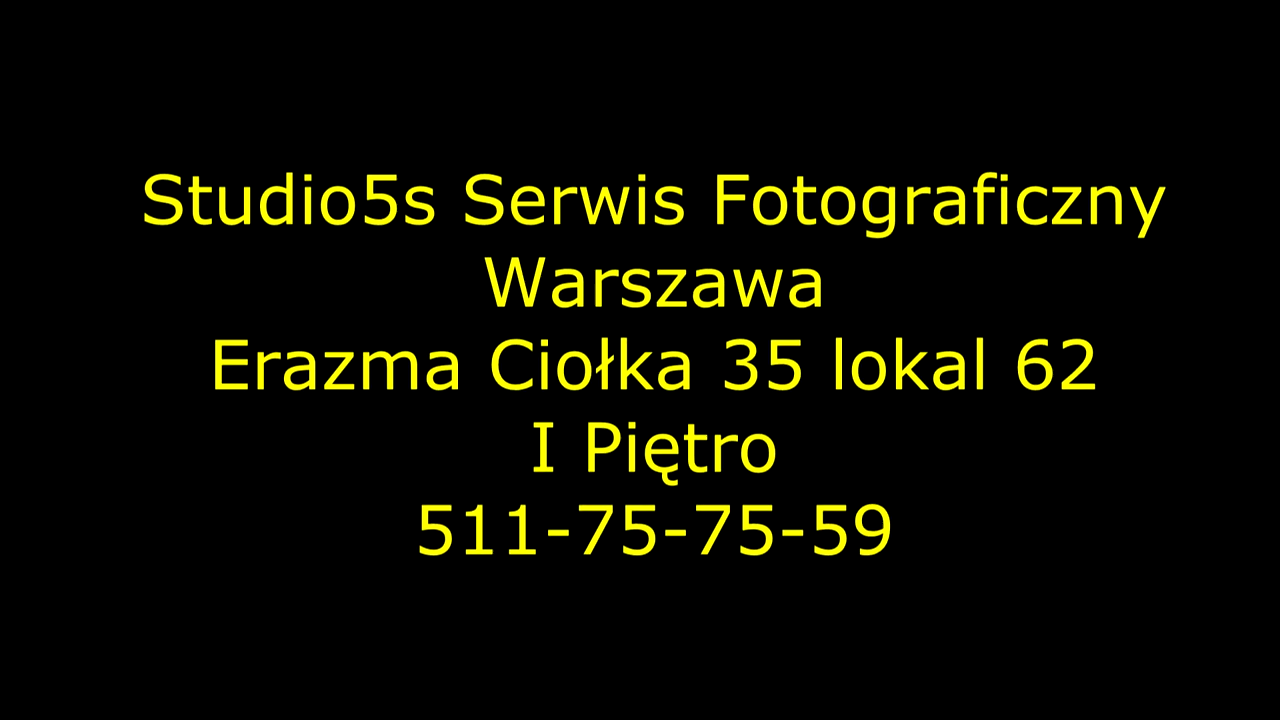 Studio5s Serwis Fotograficzny
Warszawa
Erazma Ciołka 35 lokal 62
I Piętro
511-75-75-59